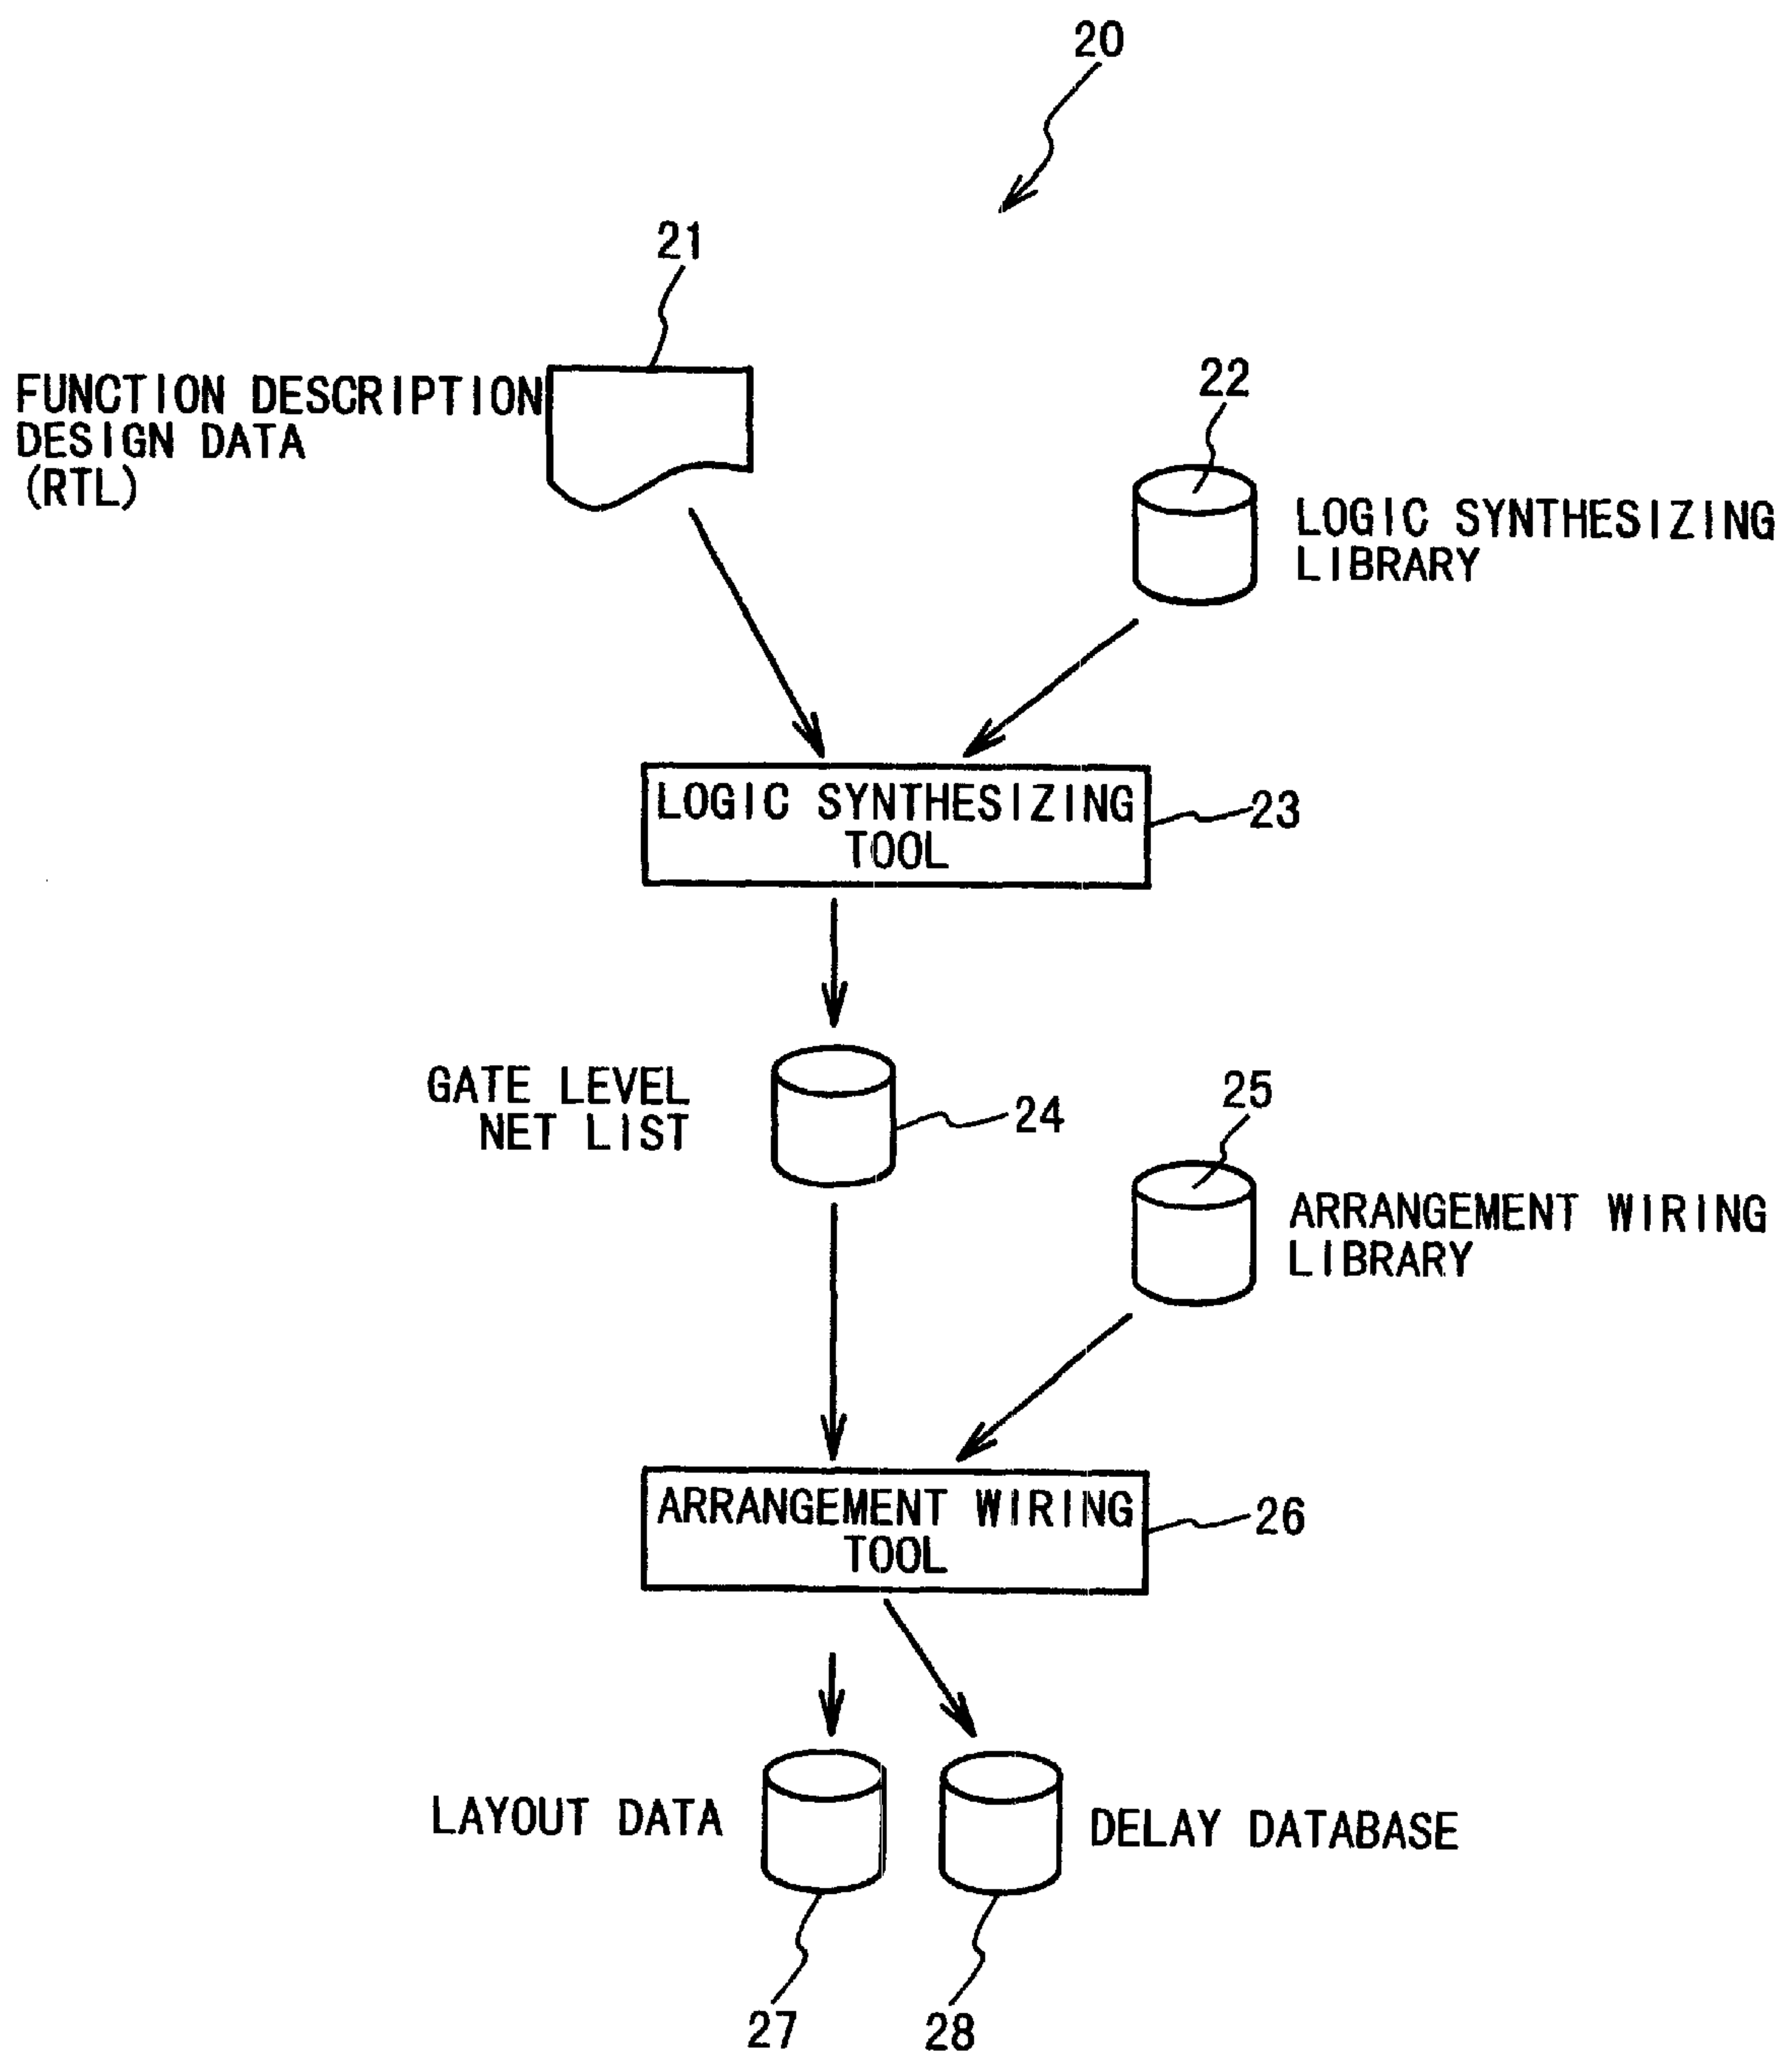 20
21
FUNCTION DESCRIPTION
DESIGN DATA
(RTL)
22
LOGIC SYNTHESIZING
LIBRARY
LOGIC SYNTHESIZING
TOOL
23
GATE LEVEL
NET LIST
24
25
ARRANGEMENT WIRING
LIBRARY
ARRANGEMENT WIRING
TOOL
26
LAYOUT DATA
DELAY DATABASE
27
28